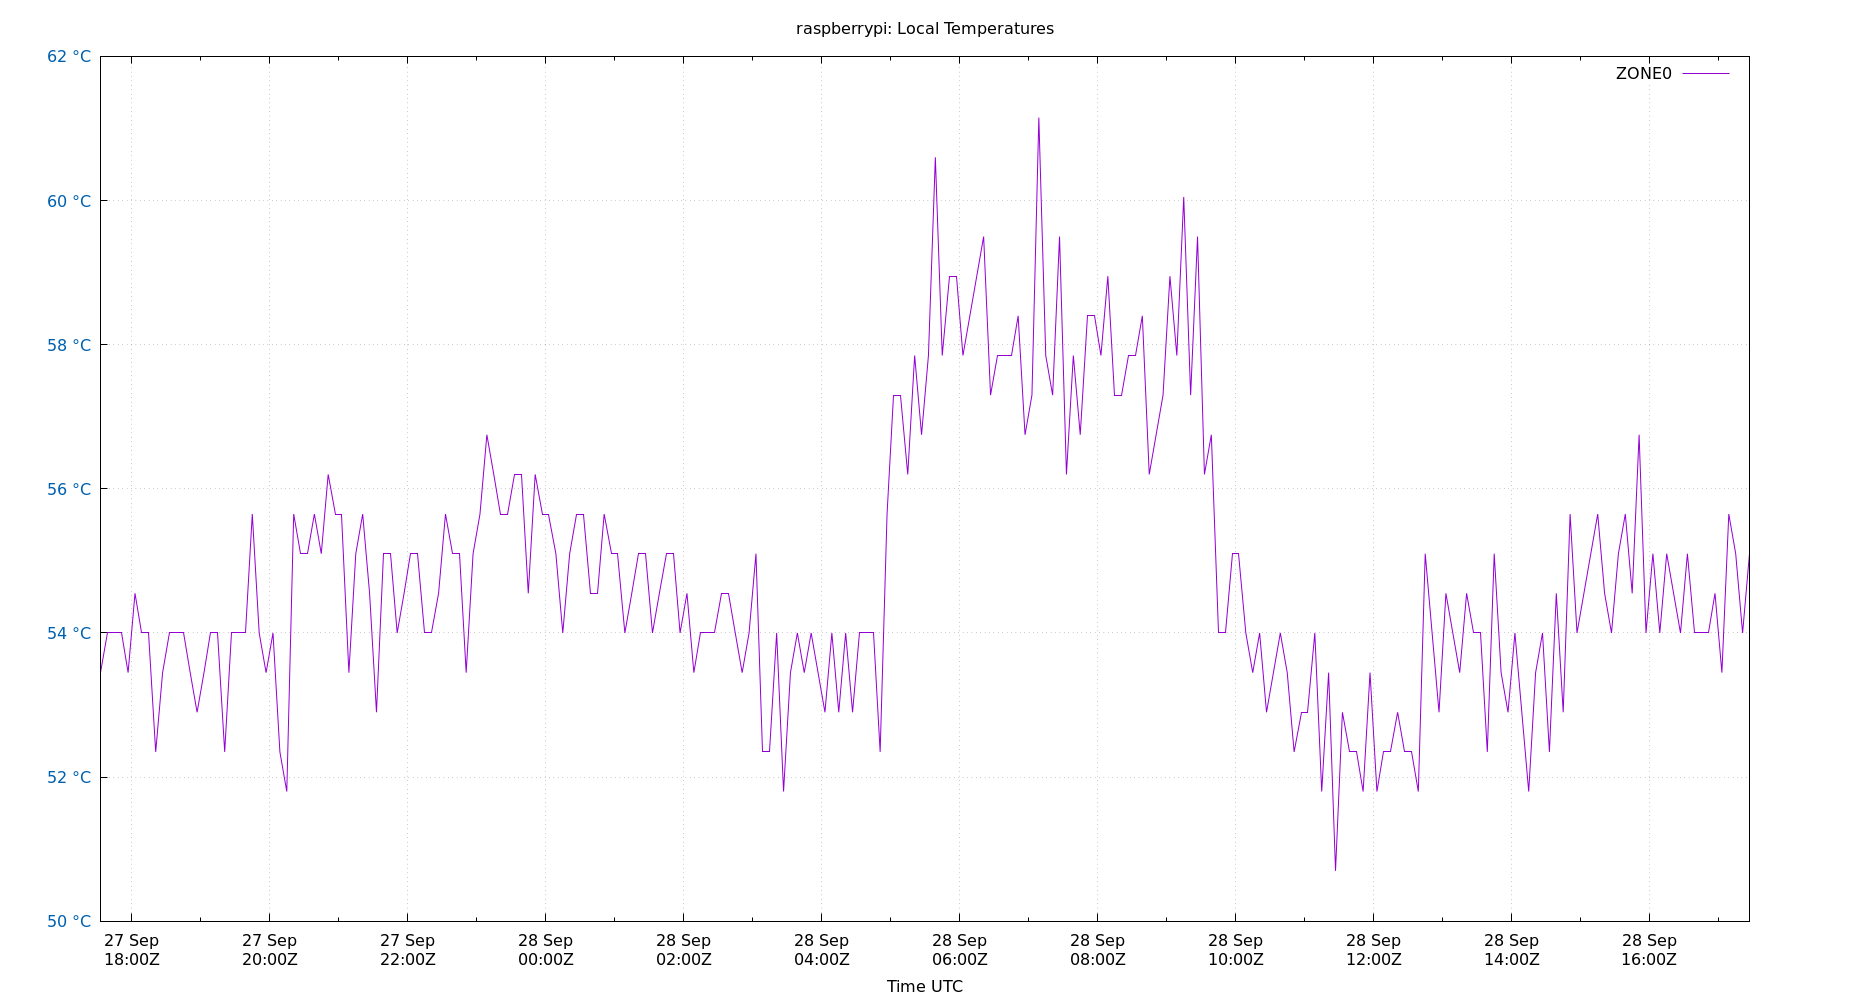 raspberrypi: Local Temperatures
62 °C
ZONE0
60 °C
58 °C
56 °C
54 °C
52 °C
50 °C
27 Sep 27 Sep 27 Sep 28 Sep 28 Sep 28 Sep 28 Sep 28 Sep 28 Sep 28 Sep 28 Sep 28 Sep
18:00Z 20:00Z 22:00Z 00:00Z 02:00Z 04:00Z 06:00Z 08:00Z 10:00Z 12:00Z 14:00Z 16:00Z
Time UTC